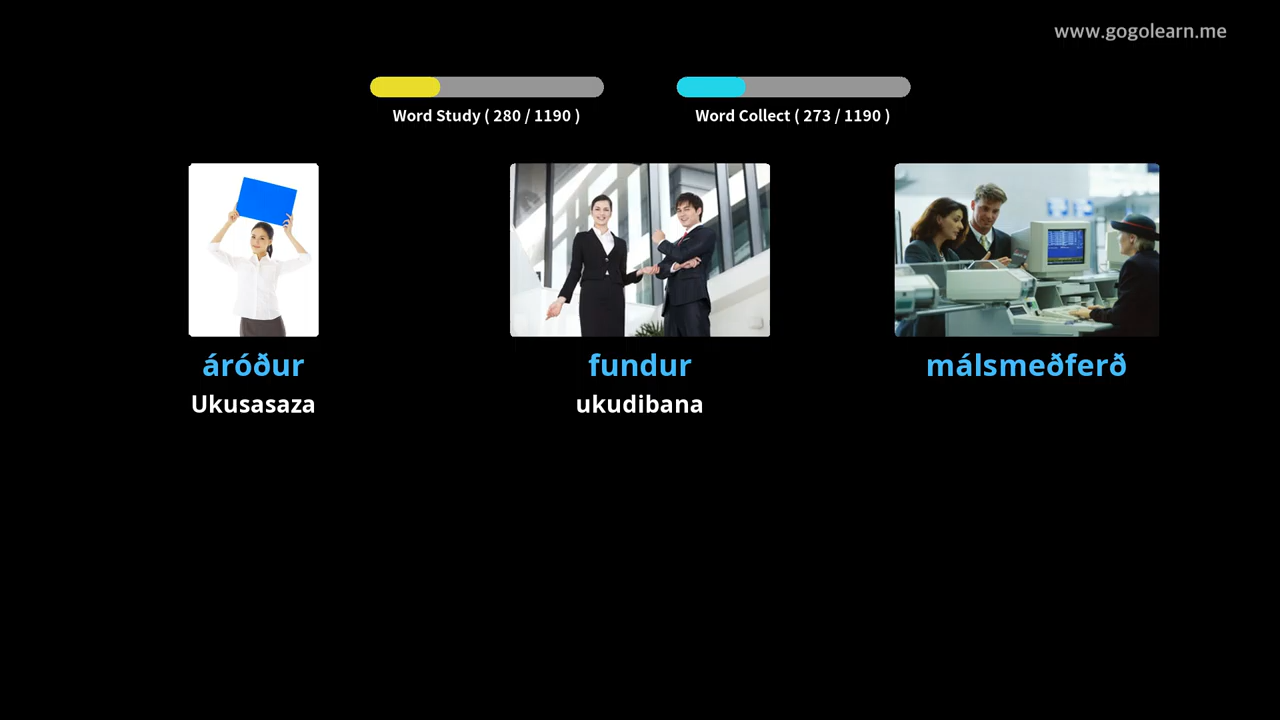 www.gogolearn.me
Word Study ( 280 / 1190 )
Word Collect ( 273 / 1190 )
áróður
fundur
málsmeðferð
Ukusasaza
ukudibana